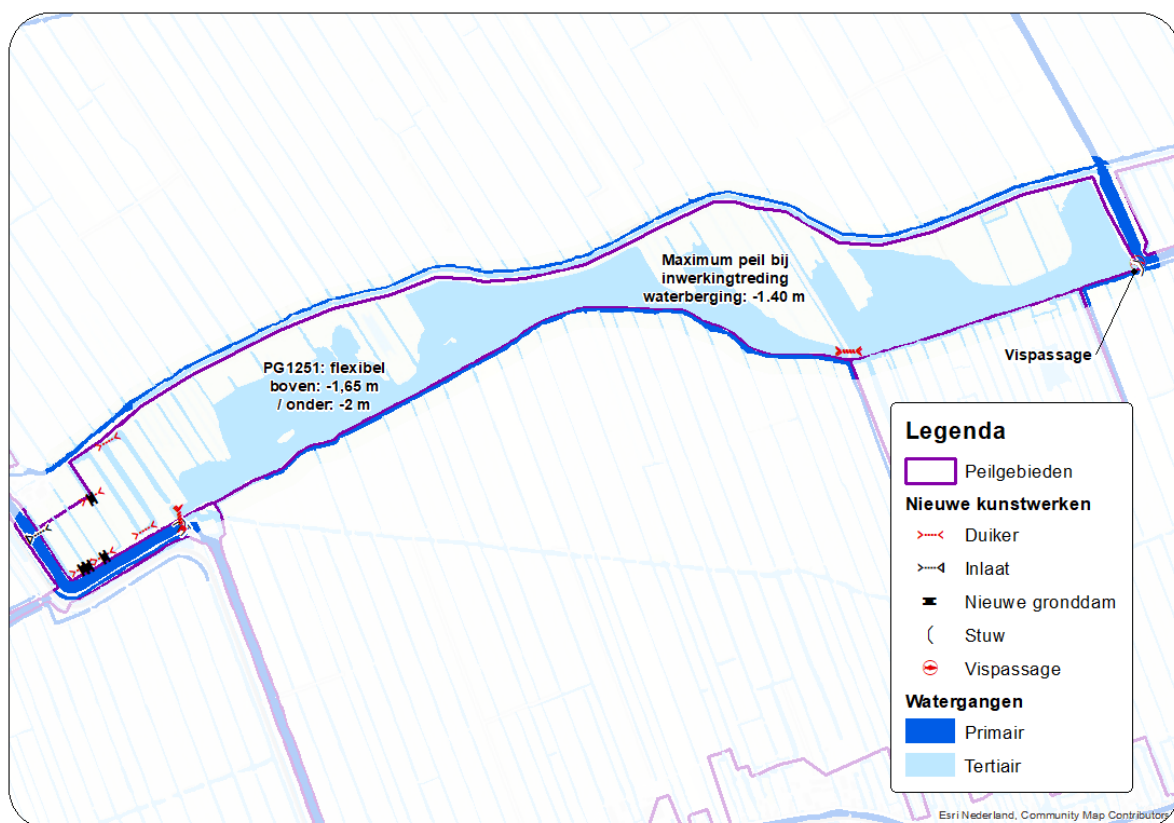 Maximum peil bij
inwerkingtreding
waterberging: -1.40 m
PG1251: flexibel
boven: -1,65 m
/ onder: -2 m
Vispassage
Legenda
Peilgebieden
Nieuwe kunstwerken
Duiker
Inlaat
Nieuwe gronddam
Stuw
Vispassage
Watergangen
Primair
Tertiair
Esri Nederland, Community Map Contributor